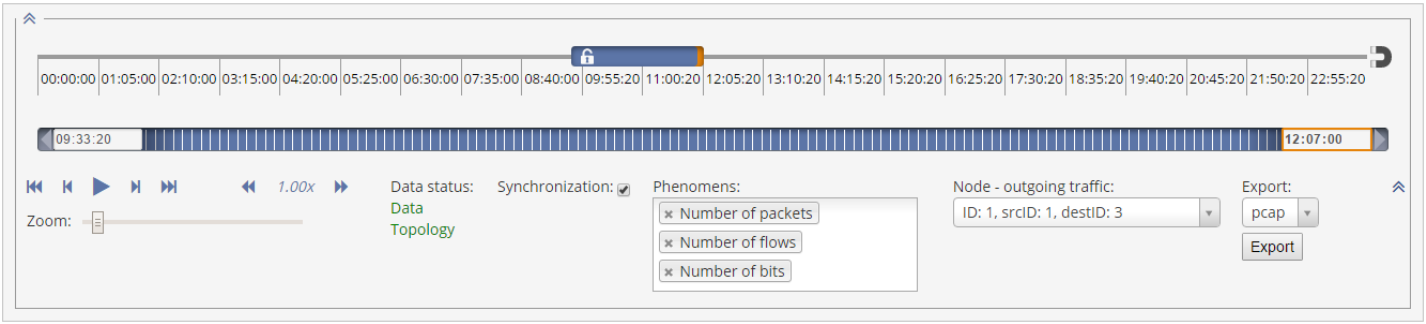 00:00:00 01:05:00 02:10:00 03:15:00 04:20:00 05:25:00 06:30:00 07:35:00 08:40:00 09:55:20 11:00:20 12:05:20 13:10:20 14:15:20 15:20:20 16:25:20 17:30:20 18:35:20 19:40:20 20:45:20 21:50:20 22:55:20
09:33:20 12:07:00
1.00x Data status: Synchronization: Phenomens: Node - outgoing traffic: Export:
Data Number of packets ID: 1, srcID: 1, destID: 3 pcap
Zoom: Topology
Number of flows Export
Number of bits